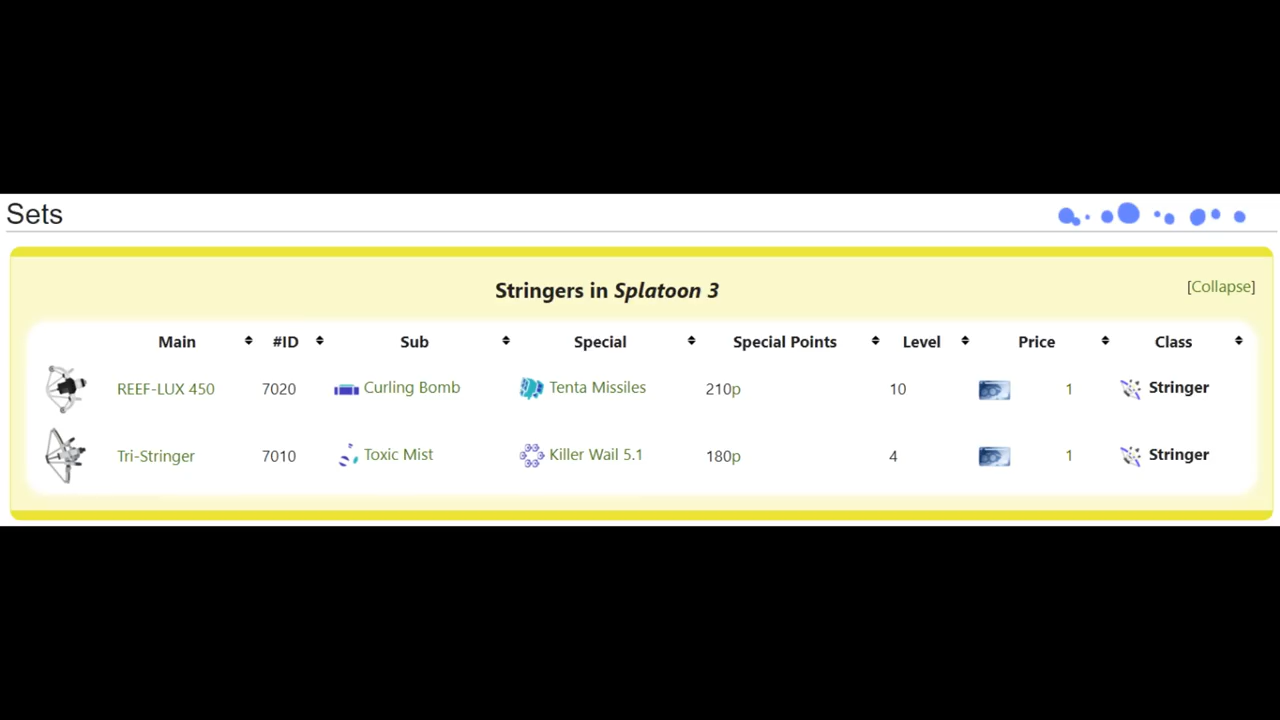 Sets
Stringers in Splatoon 3
[Collapse]
Main #ID Sub Special Special Points Level Price Class
REEF-LUX 450 7020 Curling Bomb Tenta Missiles 210p 10 1 Stringer
Tri-Stringer 7010 Toxic Mist Killer Wail 5.1 180p 4 1 Stringer